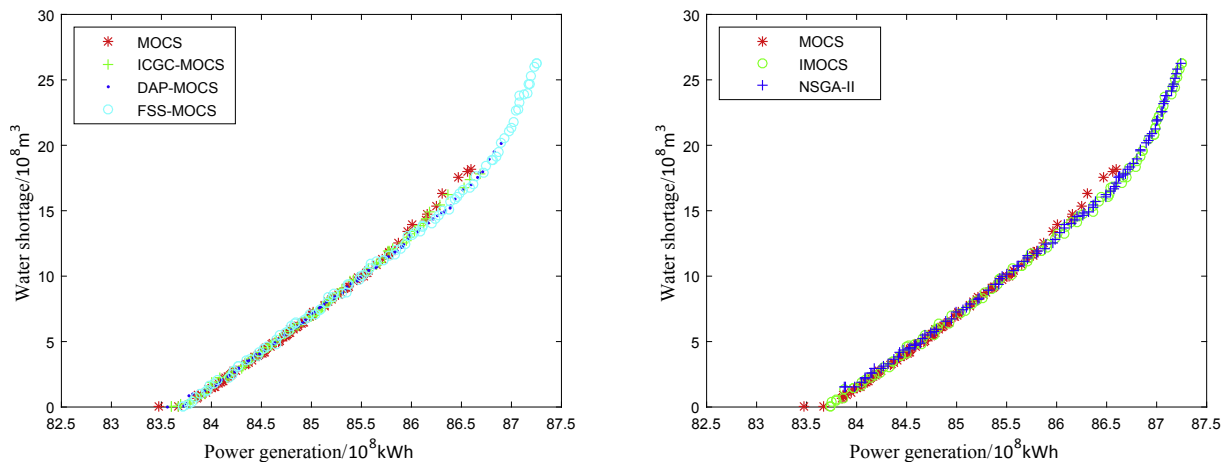 30
25
20
15
10
5
0
Water shortage/10⁸m³
MOCS
ICGC-MOCS
DAP-MOCS
FSS-MOCS
82.5 83 83.5 84 84.5 85 85.5 86 86.5 87 87.5
Power generation/10⁸kWh
30
25
20
15
10
5
0
Water shortage/10⁸m³
MOCS
IMOCS
NSGA-II
82.5 83 83.5 84 84.5 85 85.5 86 86.5 87 87.5
Power generation/10⁸kWh